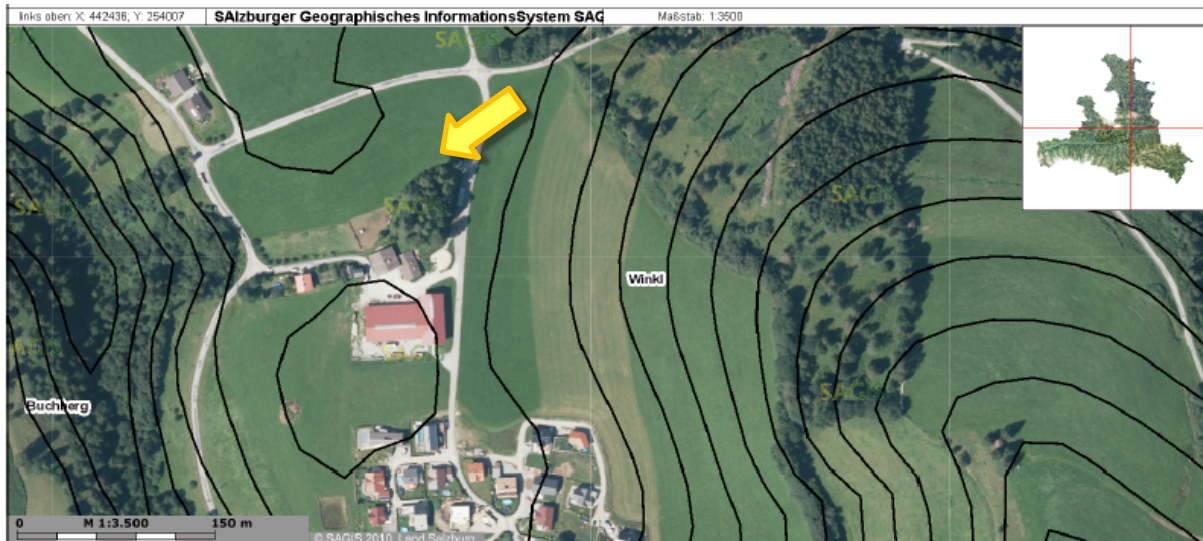 links oben: X: 442436; Y: 254007
SAlzburger Geographisches InformationsSystem SAG
Maßstab: 1:3500
SAGIS
SAGIS
SAGIS
SAGIS
Winkl
SAGIS
SAGIS
Buchberg
0 M 1:3.500 150 m
© SAGIS 2010, Land Salzburg